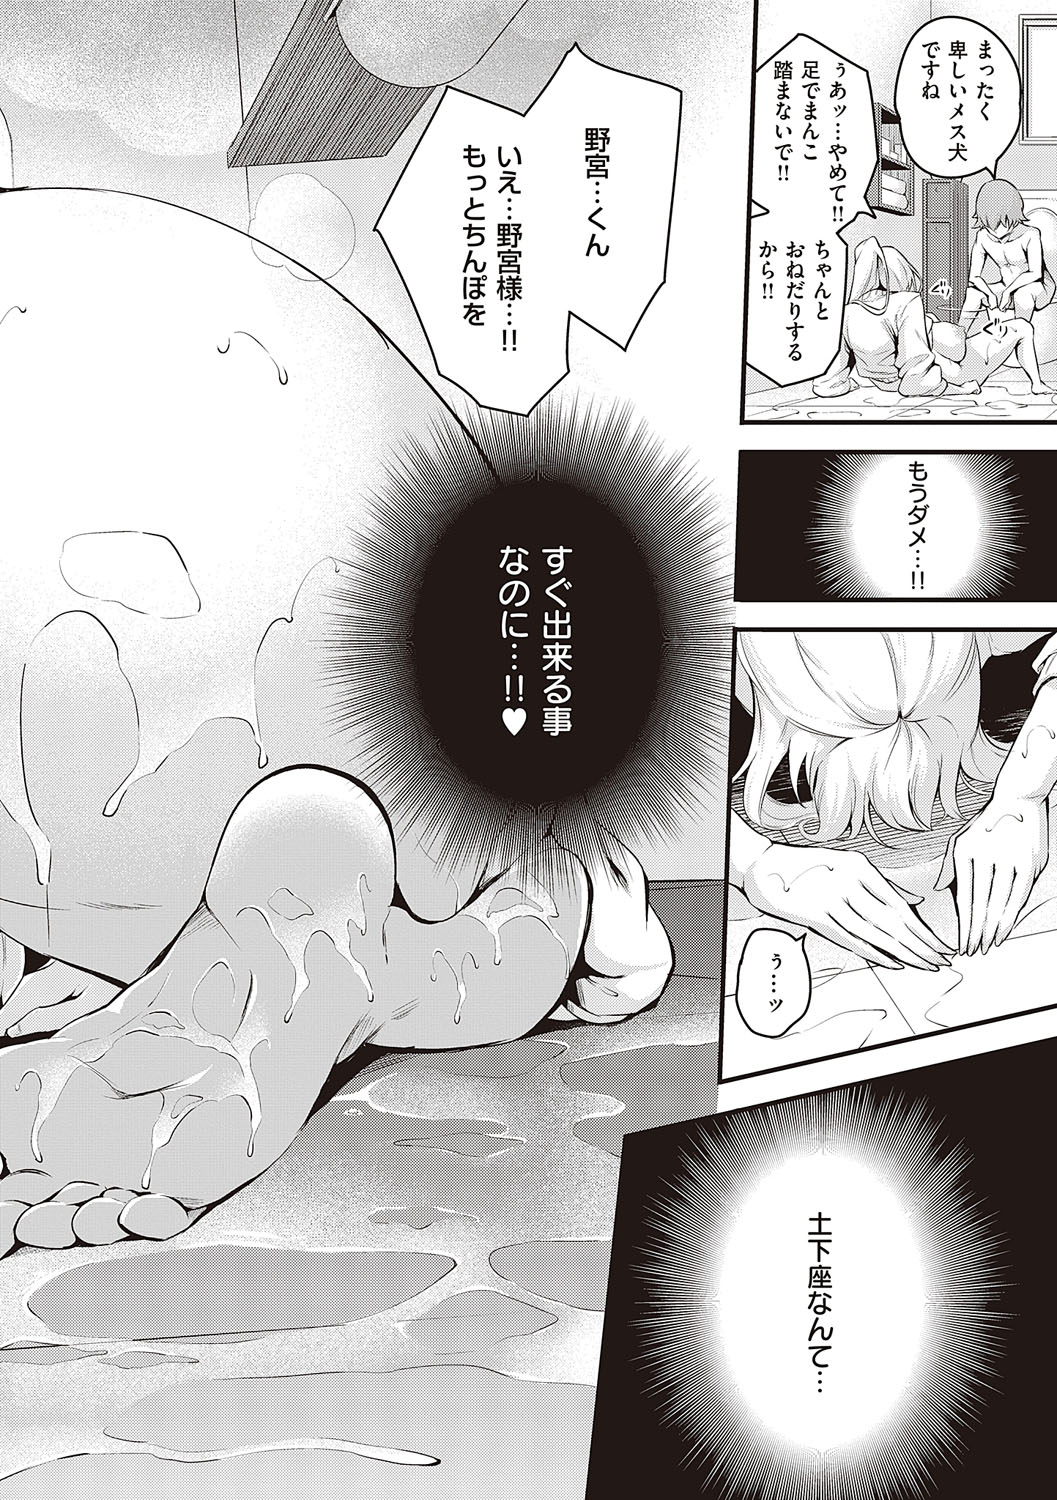 まったく
卑しいメス犬
ですね
ぅあッ…やめて!!
足でまんこ
踏まないで!!
ちゃんと
おねだりする
から!!
ぐり
ぐり
もうダメ…!!
ぅ…ッ
土下座なんて…
野宮…くん
いえ…野宮様…!!
もっとちんぽを
すぐ出来る事
なのに…!!♥